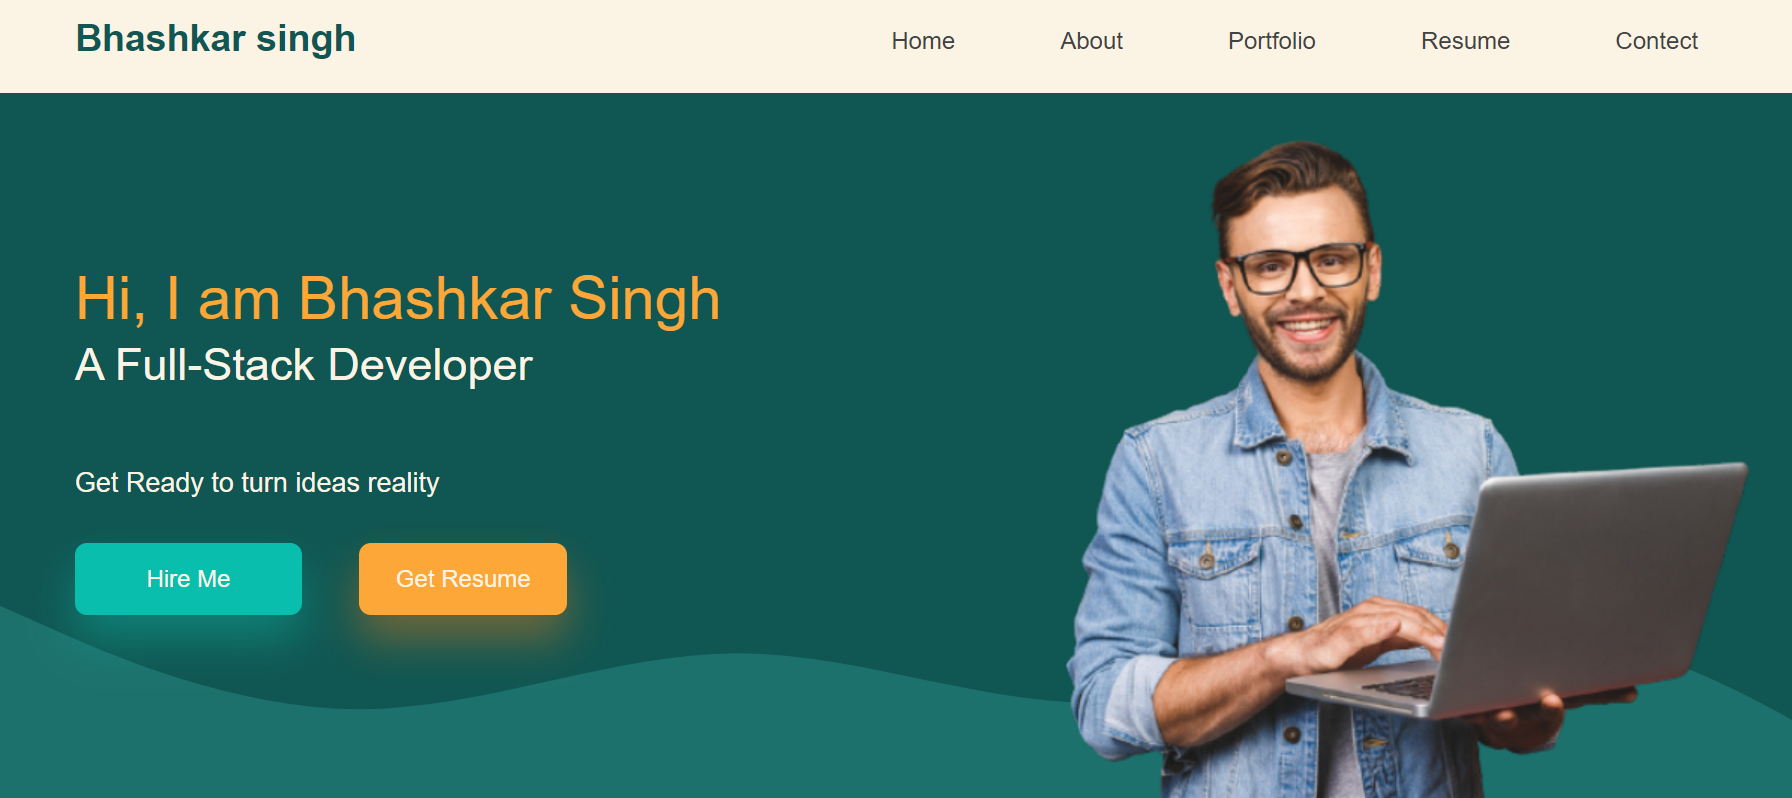 Bhashkar singh
Home About Portfolio Resume Contect
Hi, I am Bhashkar Singh
A Full-Stack Developer
Get Ready to turn ideas reality
Hire Me Get Resume